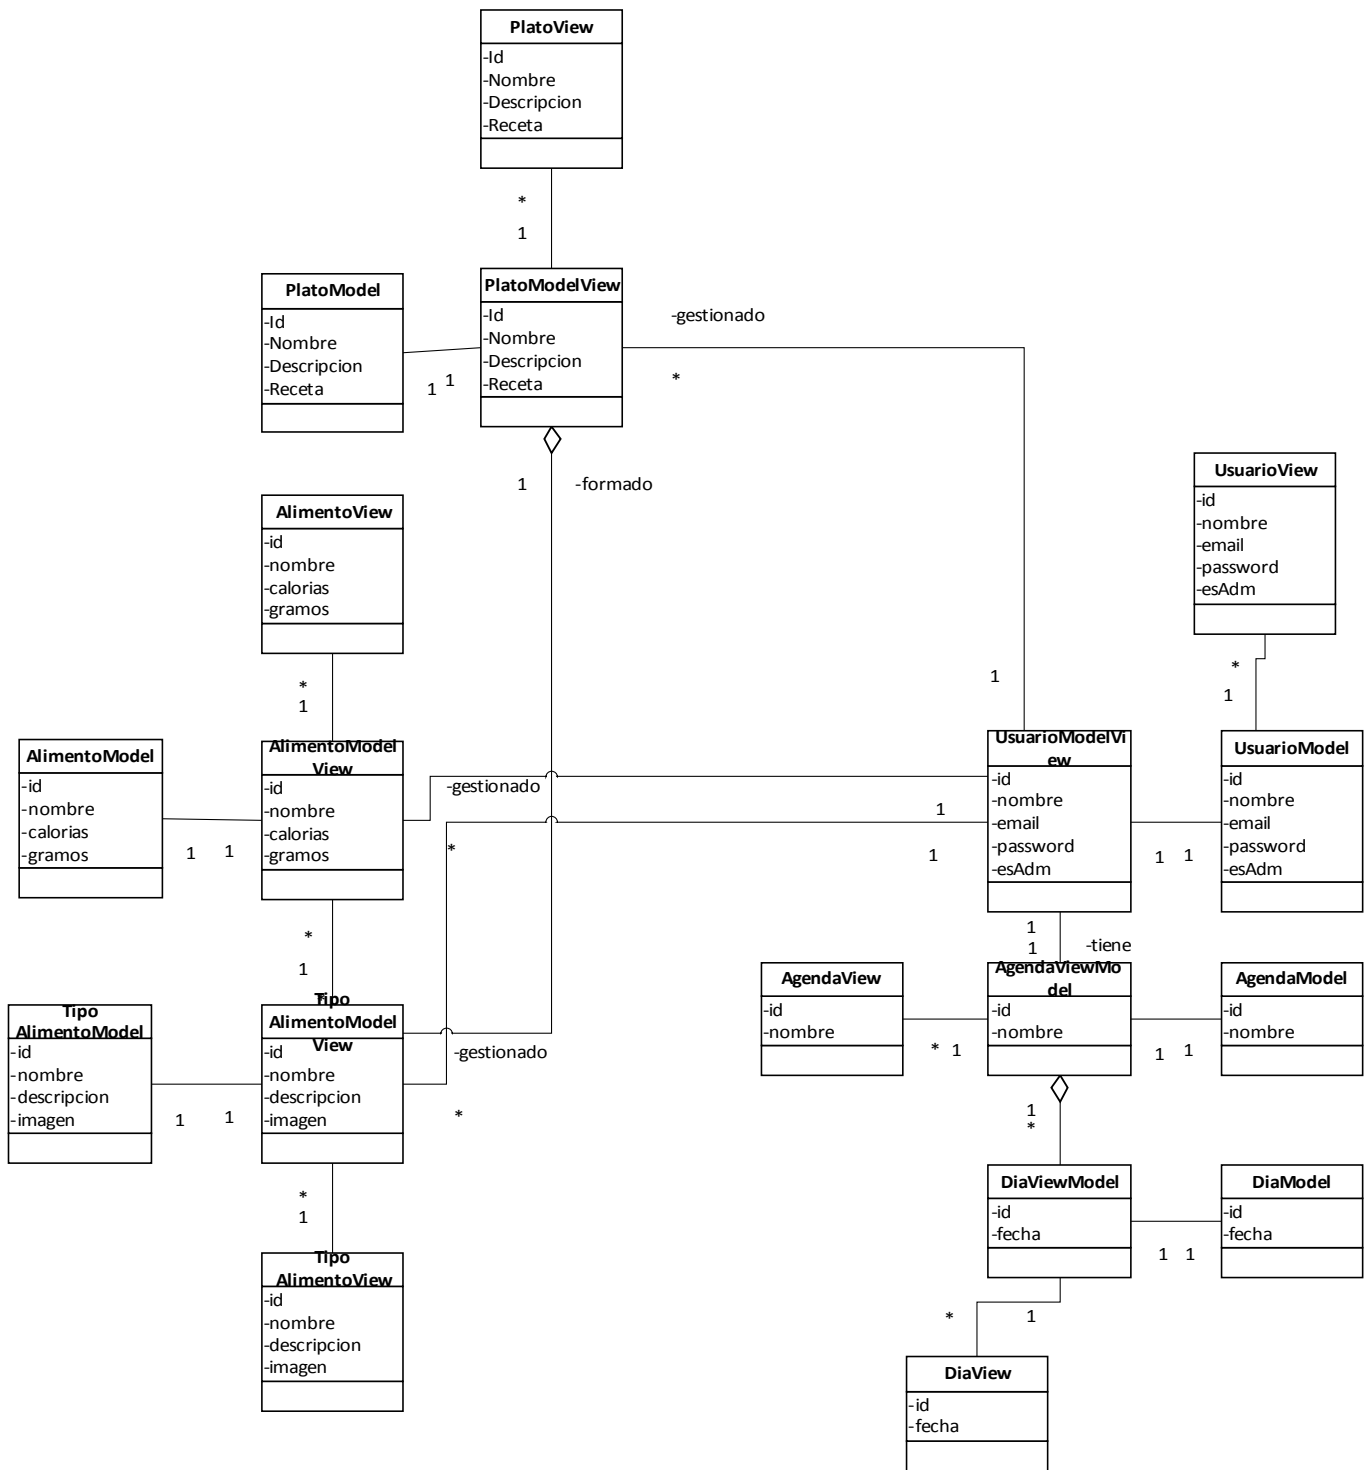 PlatoView
-Id
-Nombre
-Descripcion
-Receta
*
1
PlatoModel
-Id
-Nombre
-Descripcion
-Receta
PlatoModelView
-Id
-Nombre
-Descripcion
-Receta
-gestionado
*
1
1
1
-formado
UsuarioView
-id
-nombre
-email
-password
-esAdm
*
1
AlimentoView
-id
-nombre
-calorias
-gramos
*
1
1
AlimentoModel
-id
-nombre
-calorias
-gramos
AlimentoModel
View
-id
-nombre
-calorias
-gramos
1
1
-gestionado
*
1
1
UsuarioModelVi
ew
-id
-nombre
-email
-password
-esAdm
UsuarioModel
-id
-nombre
-email
-password
-esAdm
1
1
*
1
*
1
1
-tiene
Tipo
AlimentoModel
-id
-nombre
-descripcion
-imagen
Tipo
AlimentoModel
View
-id
-nombre
-descripcion
-imagen
1
1
-gestionado
*
AgendaView
-id
-nombre
AgendaViewMo
del
-id
-nombre
AgendaModel
-id
-nombre
*
1
1
1
1
*
*
1
DiaViewModel
-id
-fecha
DiaModel
-id
-fecha
1
1
Tipo
AlimentoView
-id
-nombre
-descripcion
-imagen
*
1
DiaView
-id
-fecha